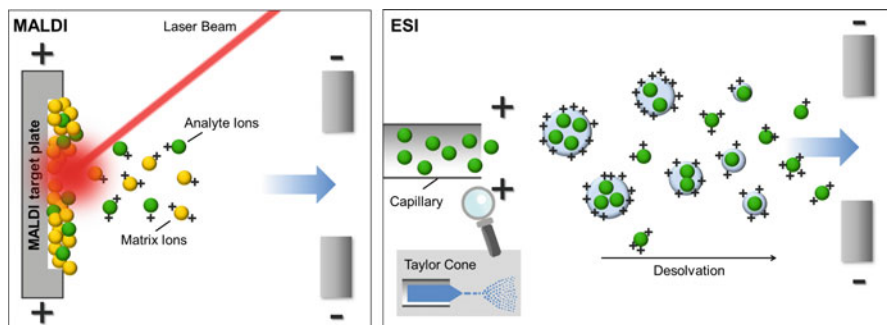 MALDI
Laser Beam
MALDI target plate
Analyte Ions
Matrix Ions
ESI
Capillary
Taylor Cone
Desolvation